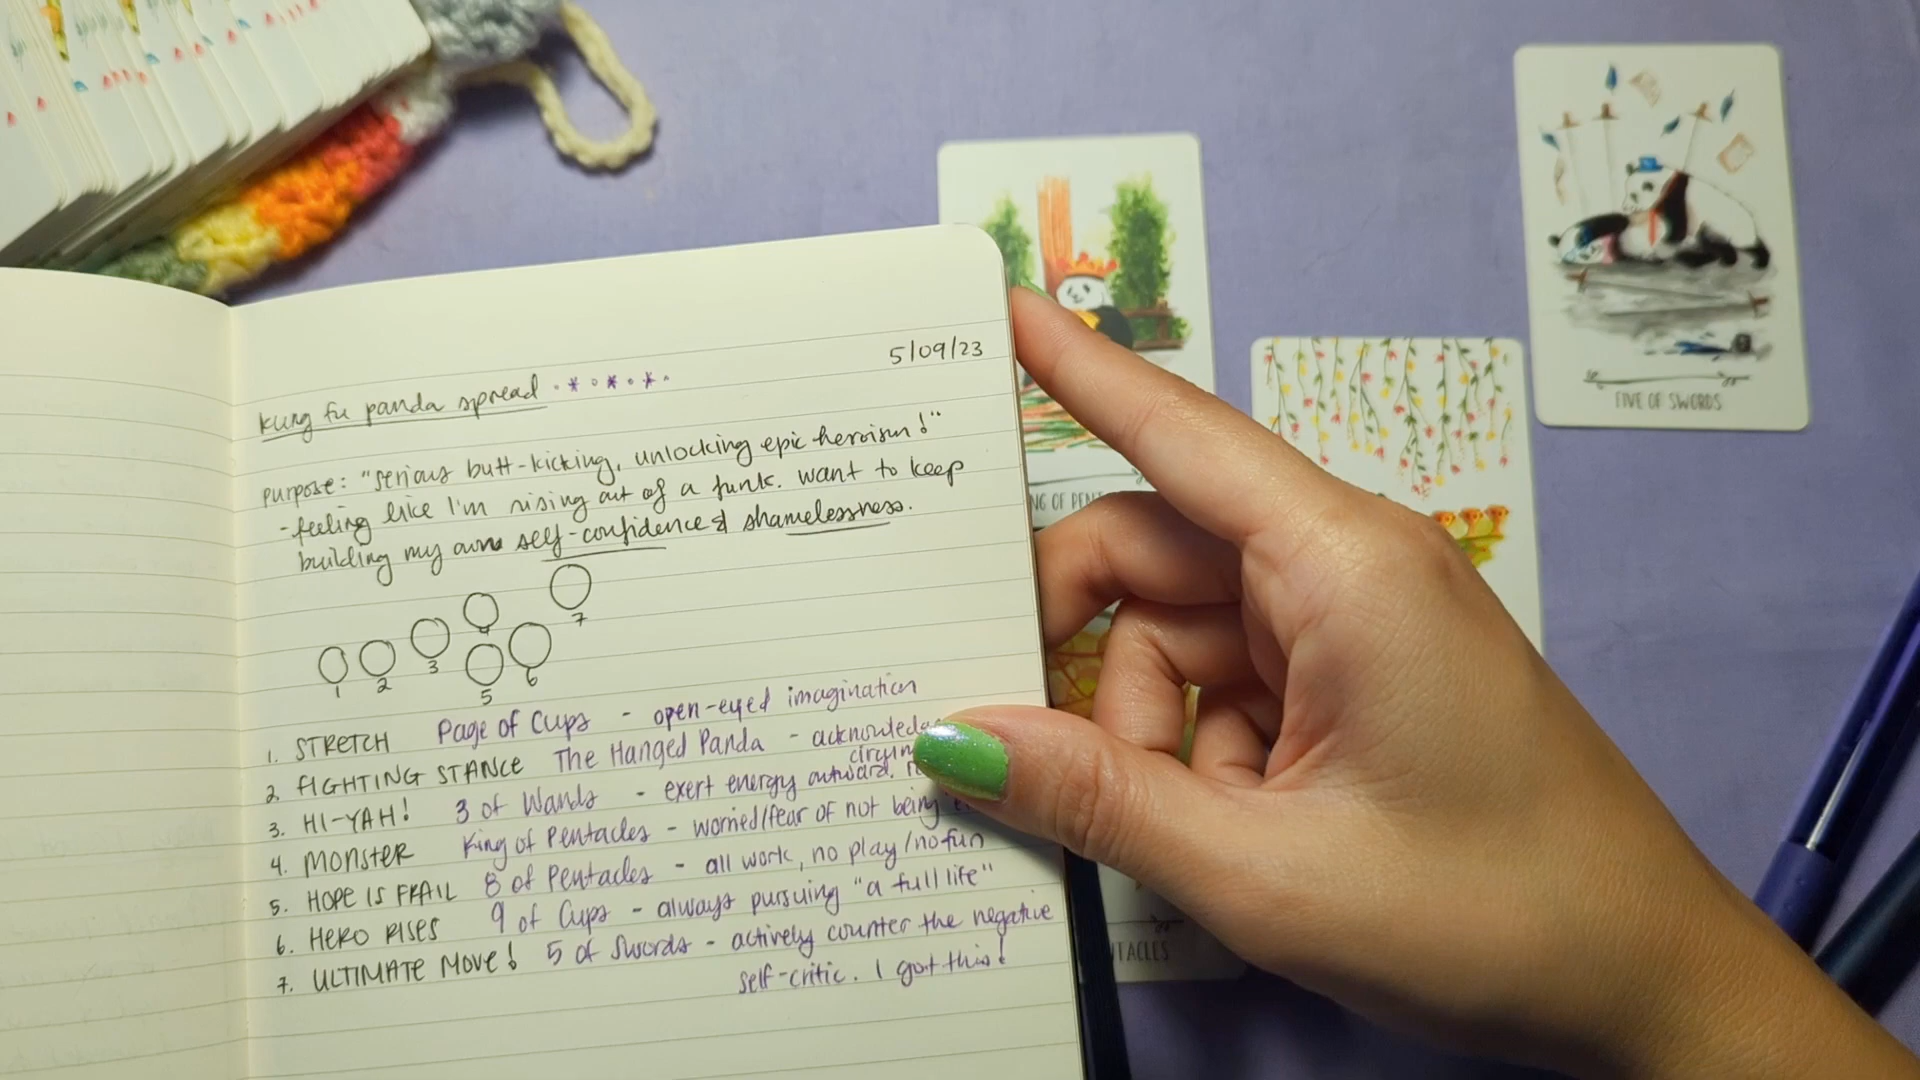 5/09/23
kung fu panda spread
purpose: "serious butt-kicking, unlocking epic heroism!"
-feeling like I'm rising out of a funk. want to keep
building my own self-confidence & shamelessness.
1 2 3 5 6 7
1. STRETCH Page of Cups - open-eyed imagination
2. FIGHTING STANCE The Hanged Panda - acknowledg
3. HI-YAH! 3 of Wands - exert energy outward.
4. MONSTER King of Pentacles - worried/fear of not being
5. HOPE IS FRAIL 8 of Pentacles - all work, no play/no fun
6. HERO RISES 9 of Cups - always pursuing "a full life"
7. ULTIMATE MOVE! 5 of Swords - actively counter the negative
self-critic. I got this!
NG OF PENT
TACLES
FIVE OF SWORDS